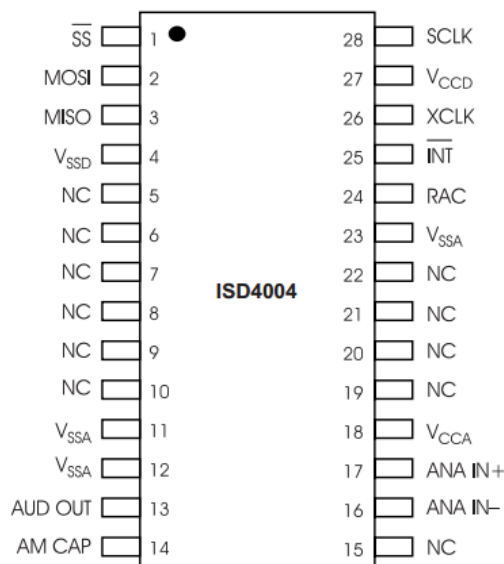 SS 1 28 SCLK
MOSI 2 27 VCCD
MISO 3 26 XCLK
VSSD 4 25 INT
NC 5 24 RAC
NC 6 23 VSSA
NC 7 22 NC
ISD4004
NC 8 21 NC
NC 9 20 NC
NC 10 19 NC
VSSA 11 18 VCCA
VSSA 12 17 ANA IN+
AUD OUT 13 16 ANA IN–
AM CAP 14 15 NC